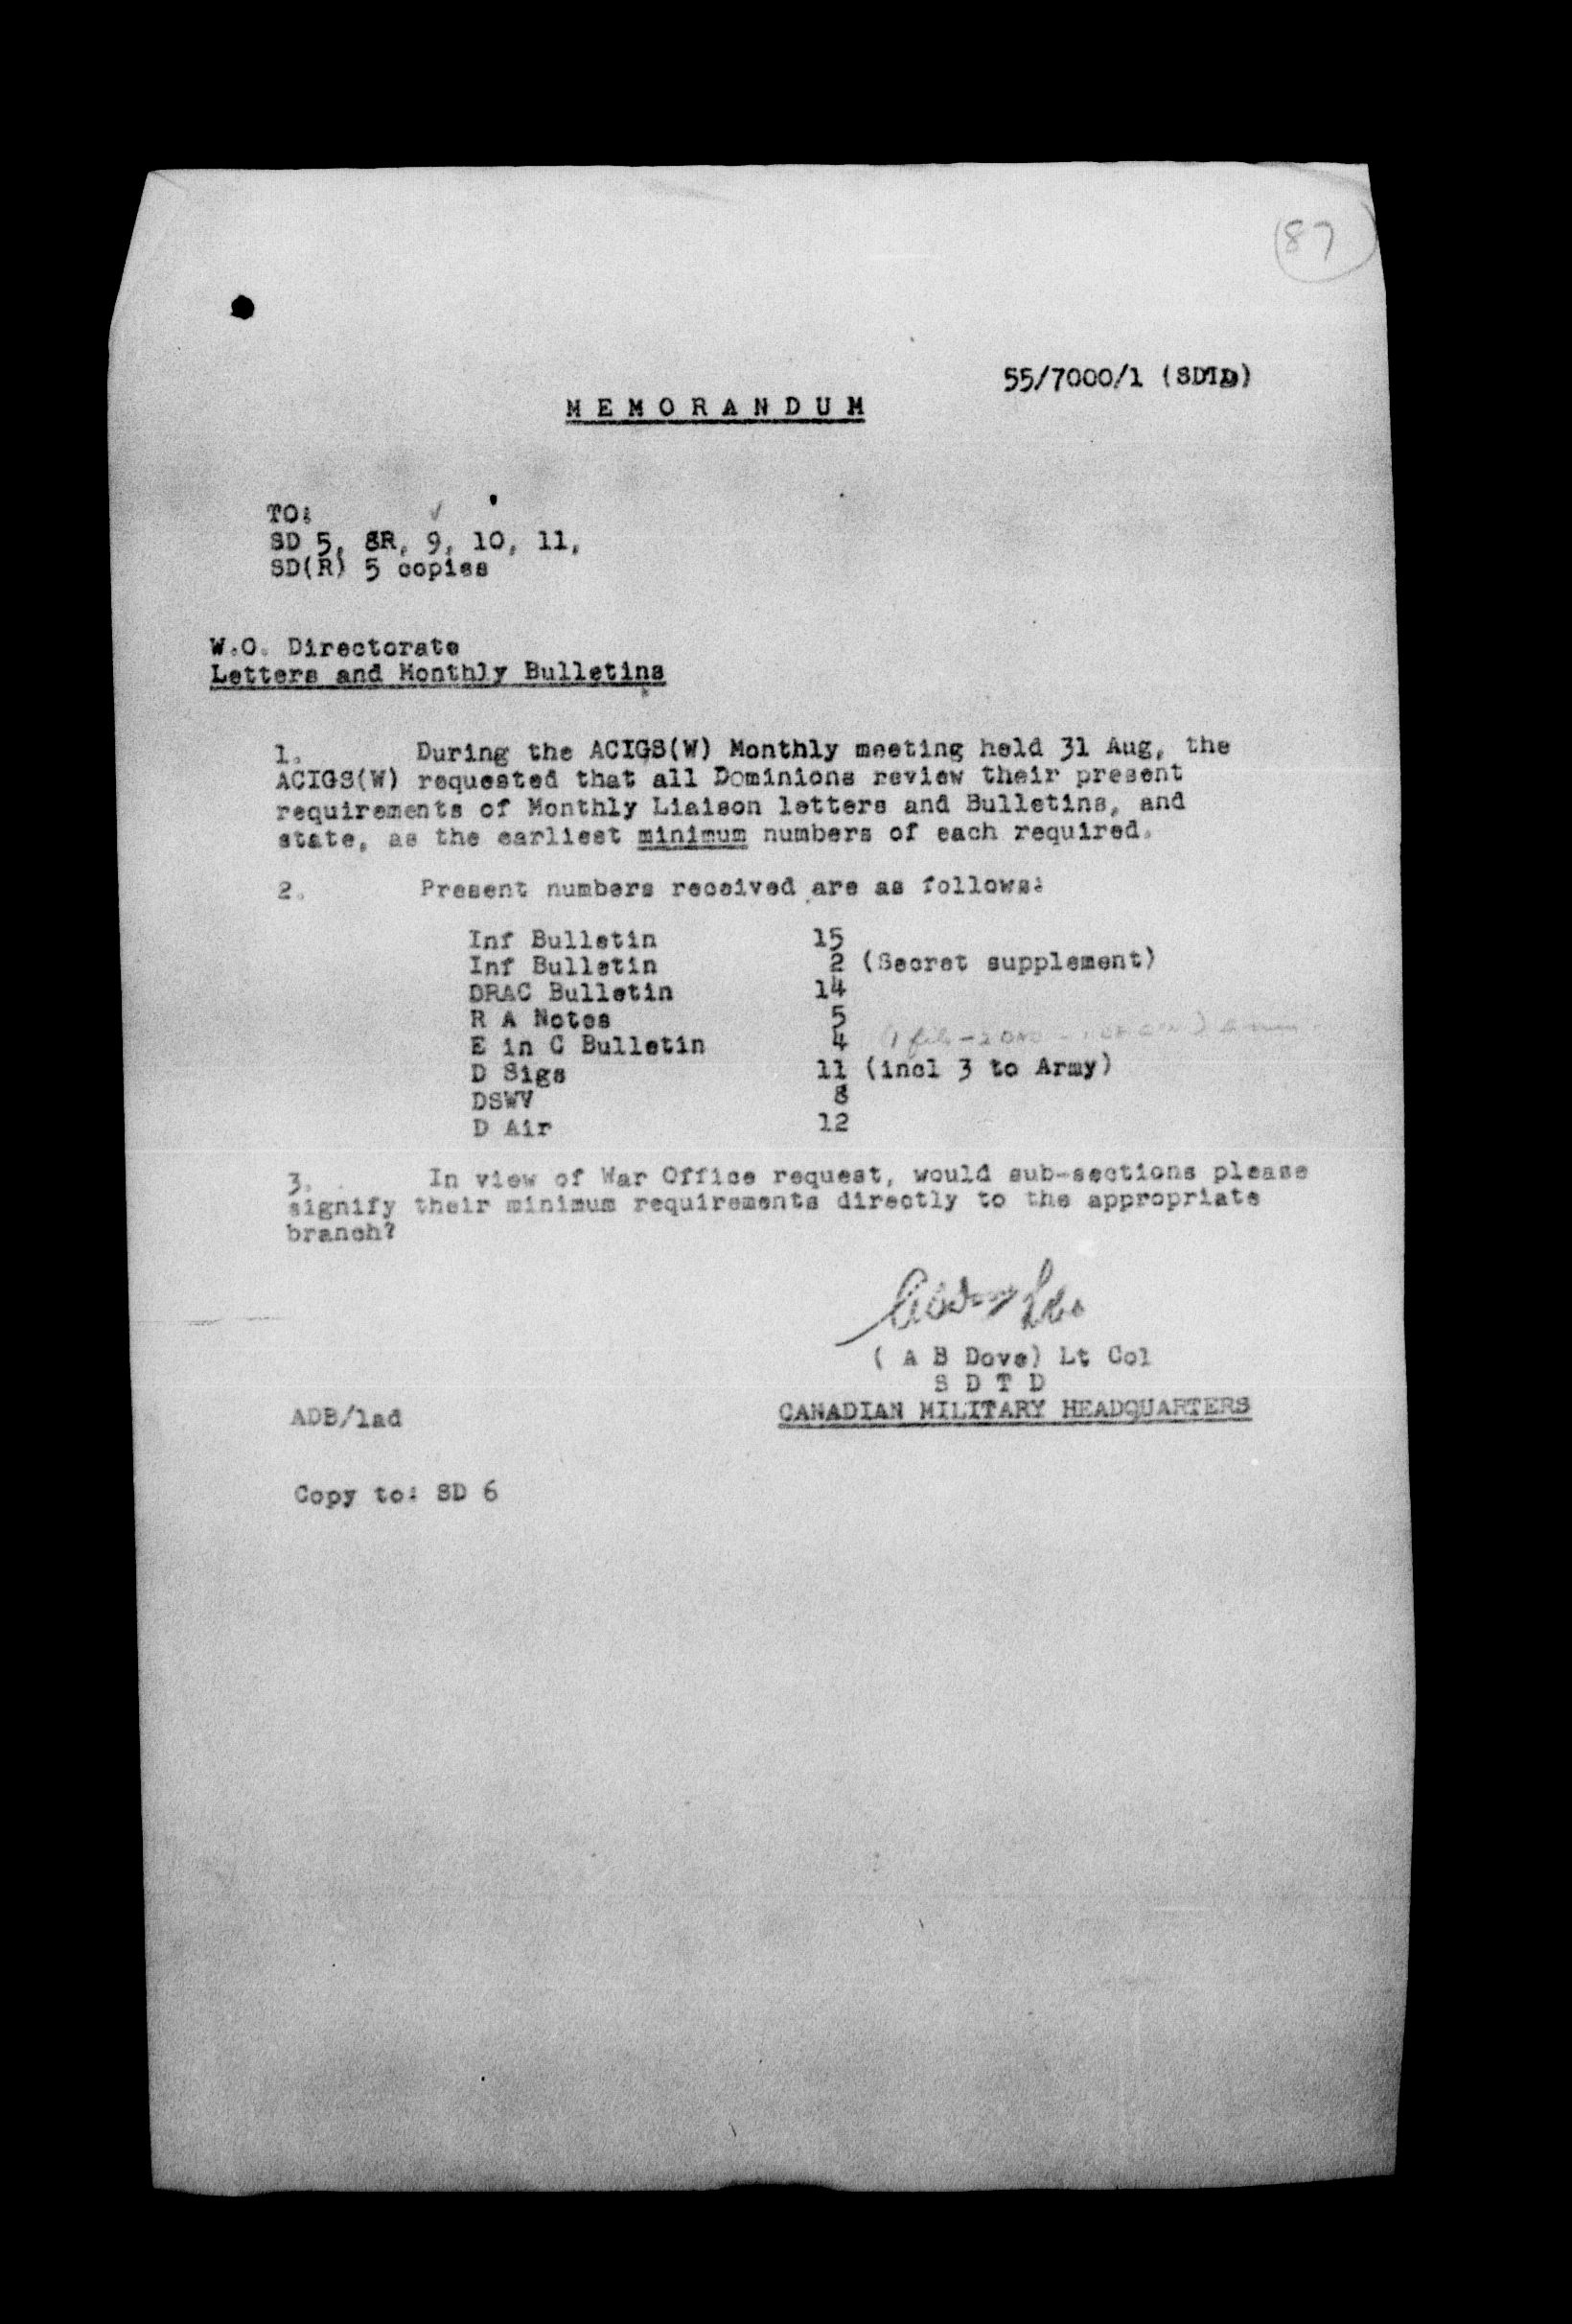 87
55/7000/1 (SDTD)
M E M O R A N D U M
TO:
SD 5, 8R, 9, 10, 11,
SD(R) 5 copies
W.O. Directorate
Letters and Monthly Bulletins
1. During the ACIGS(W) Monthly meeting held 31 Aug, the
ACIGS(W) requested that all Dominions review their present
requirements of Monthly Liaison letters and Bulletins, and
state, as the earliest minimum numbers of each required.
2. Present numbers received are as follows:
Inf Bulletin 15
Inf Bulletin 2 (Secret supplement)
DRAC Bulletin 14
R A Notes 5
E in C Bulletin 4
D Sigs 11 (incl 3 to Army)
DSWV 8
D Air 12
3. In view of War Office request, would sub-sections please
signify their minimum requirements directly to the appropriate
branch?
( A B Dove) Lt Col
S D T D
CANADIAN MILITARY HEADQUARTERS
ADB/lad
Copy to: SD 6